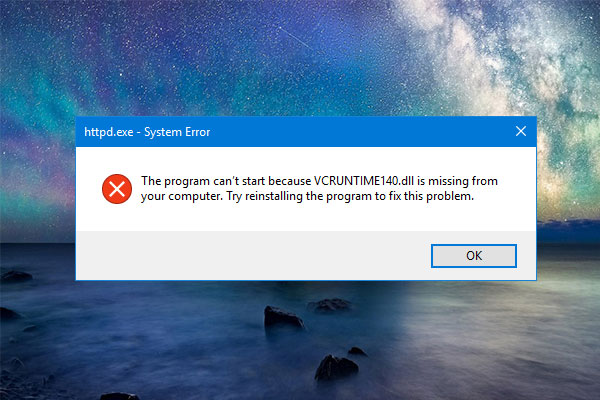 httpd.exe - System Error
The program can't start because VCRUNTIME140.dll is missing from
your computer. Try reinstalling the program to fix this problem.
OK